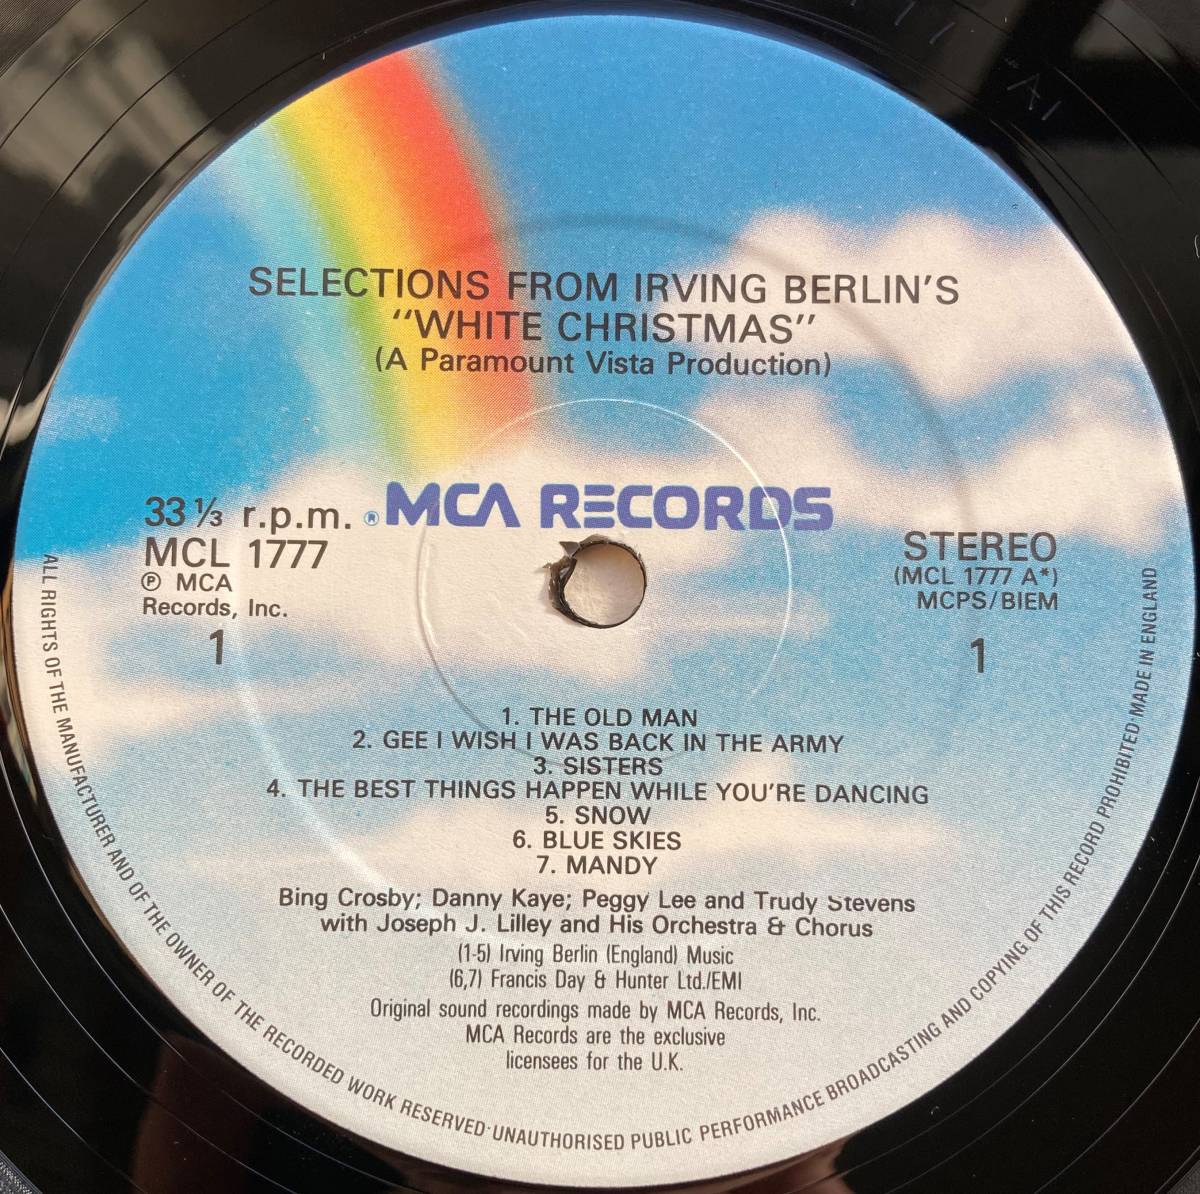 A1
SELECTIONS FROM IRVING BERLIN'S
"WHITE CHRISTMAS"
(A Paramount Vista Production)
33 ⅓ r.p.m.
® MCA RECORDS
MCL 1777
℗ MCA
Records, Inc.
1
STEREO
(MCL 1777 A*)
MCPS/BIEM
1
1. THE OLD MAN
2. GEE I WISH I WAS BACK IN THE ARMY
3. SISTERS
4. THE BEST THINGS HAPPEN WHILE YOU'RE DANCING
5. SNOW
6. BLUE SKIES
7. MANDY
Bing Crosby; Danny Kaye; Peggy Lee and Trudy Stevens
with Joseph J. Lilley and His Orchestra & Chorus
(1-5) Irving Berlin (England) Music
(6,7) Francis Day & Hunter Ltd./EMI
Original sound recordings made by MCA Records, Inc.
MCA Records are the exclusive
licensees for the U.K.
ALL RIGHTS OF THE MANUFACTURER AND OF THE OWNER OF THE RECORDED WORK RESERVED·UNAUTHORISED PUBLIC PERFORMANCE BROADCASTING AND COPYING OF THIS RECORD PROHIBITED·MADE IN ENGLAND